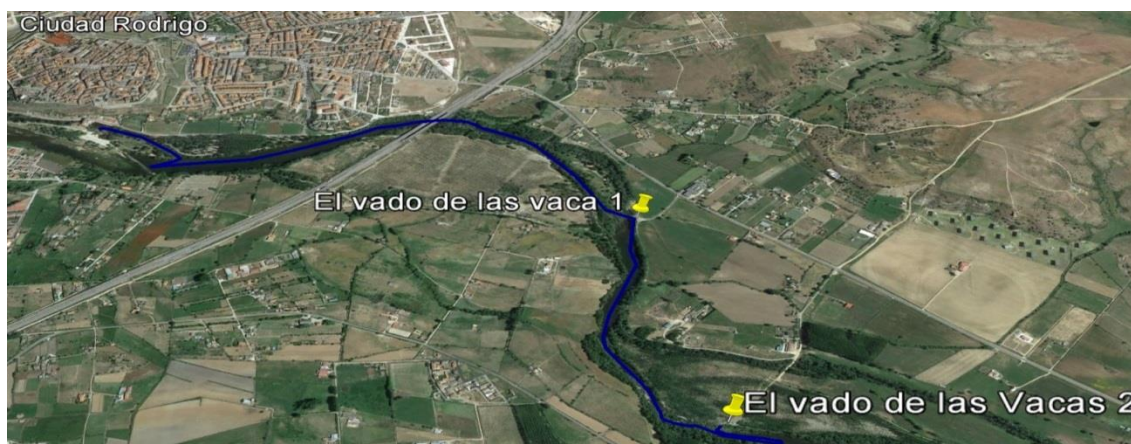 Ciudad Rodrigo
El vado de las vaca 1
El vado de las Vacas 2